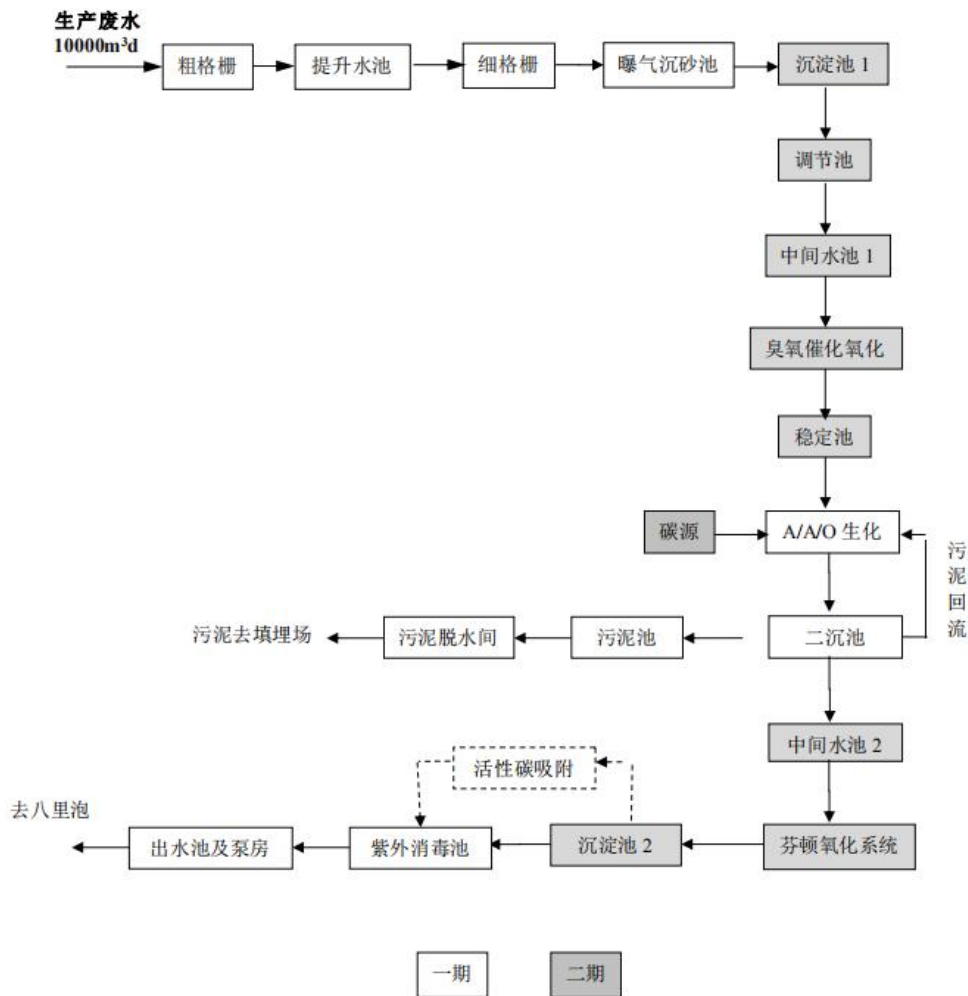 生产废水
10000m³d
粗格栅
提升水池
细格栅
曝气沉砂池
沉淀池 1
调节池
中间水池 1
臭氧催化氧化
稳定池
碳源
A/A/O 生化
污泥回流
污泥去填埋场
污泥脱水间
污泥池
二沉池
中间水池 2
活性碳吸附
去八里泡
出水池及泵房
紫外消毒池
沉淀池 2
芬顿氧化系统
一期
二期